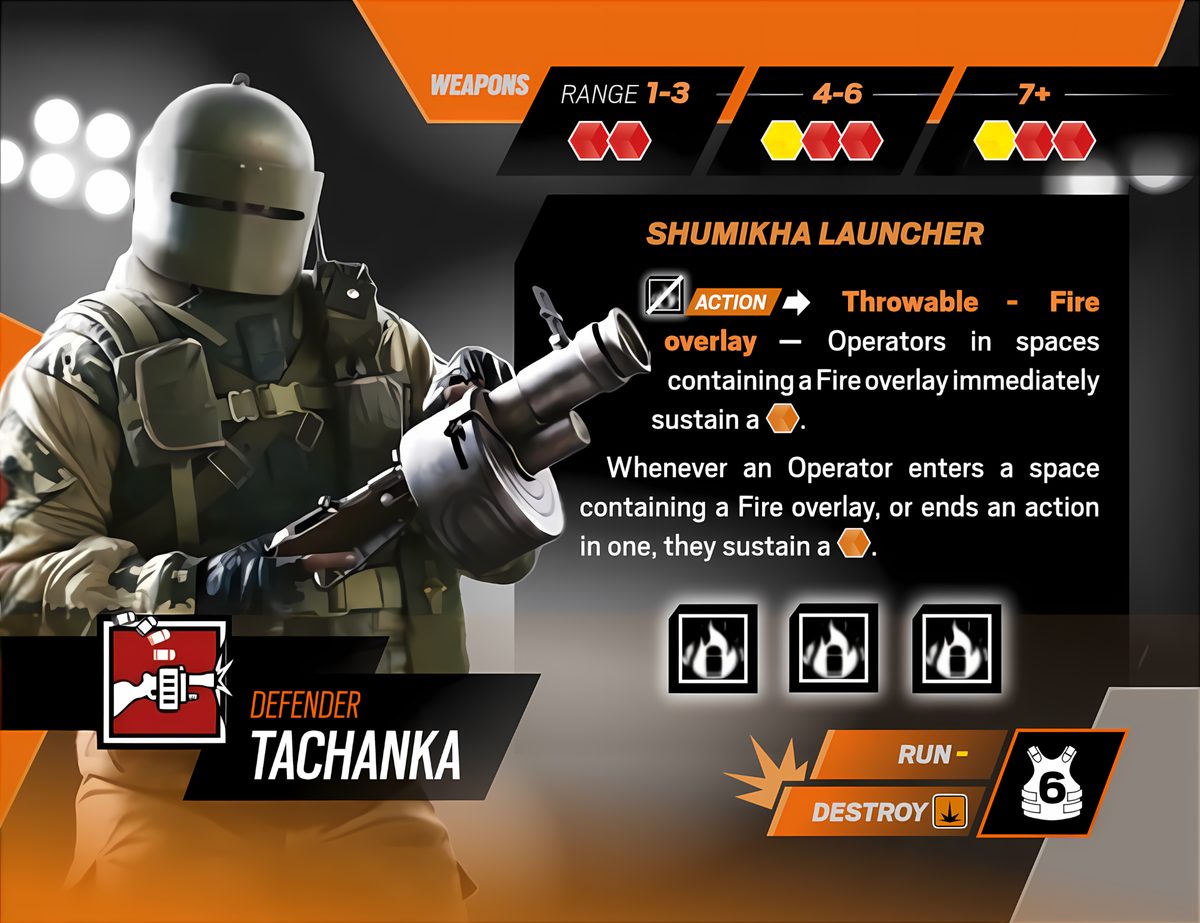 WEAPONS
RANGE 1-3
4-6
7+
SHUMIKHA LAUNCHER
ACTION Throwable - Fire
overlay — Operators in spaces
containing a Fire overlay immediately
sustain a .
Whenever an Operator enters a space
containing a Fire overlay, or ends an action
in one, they sustain a .
DEFENDER
TACHANKA
RUN -
DESTROY
6